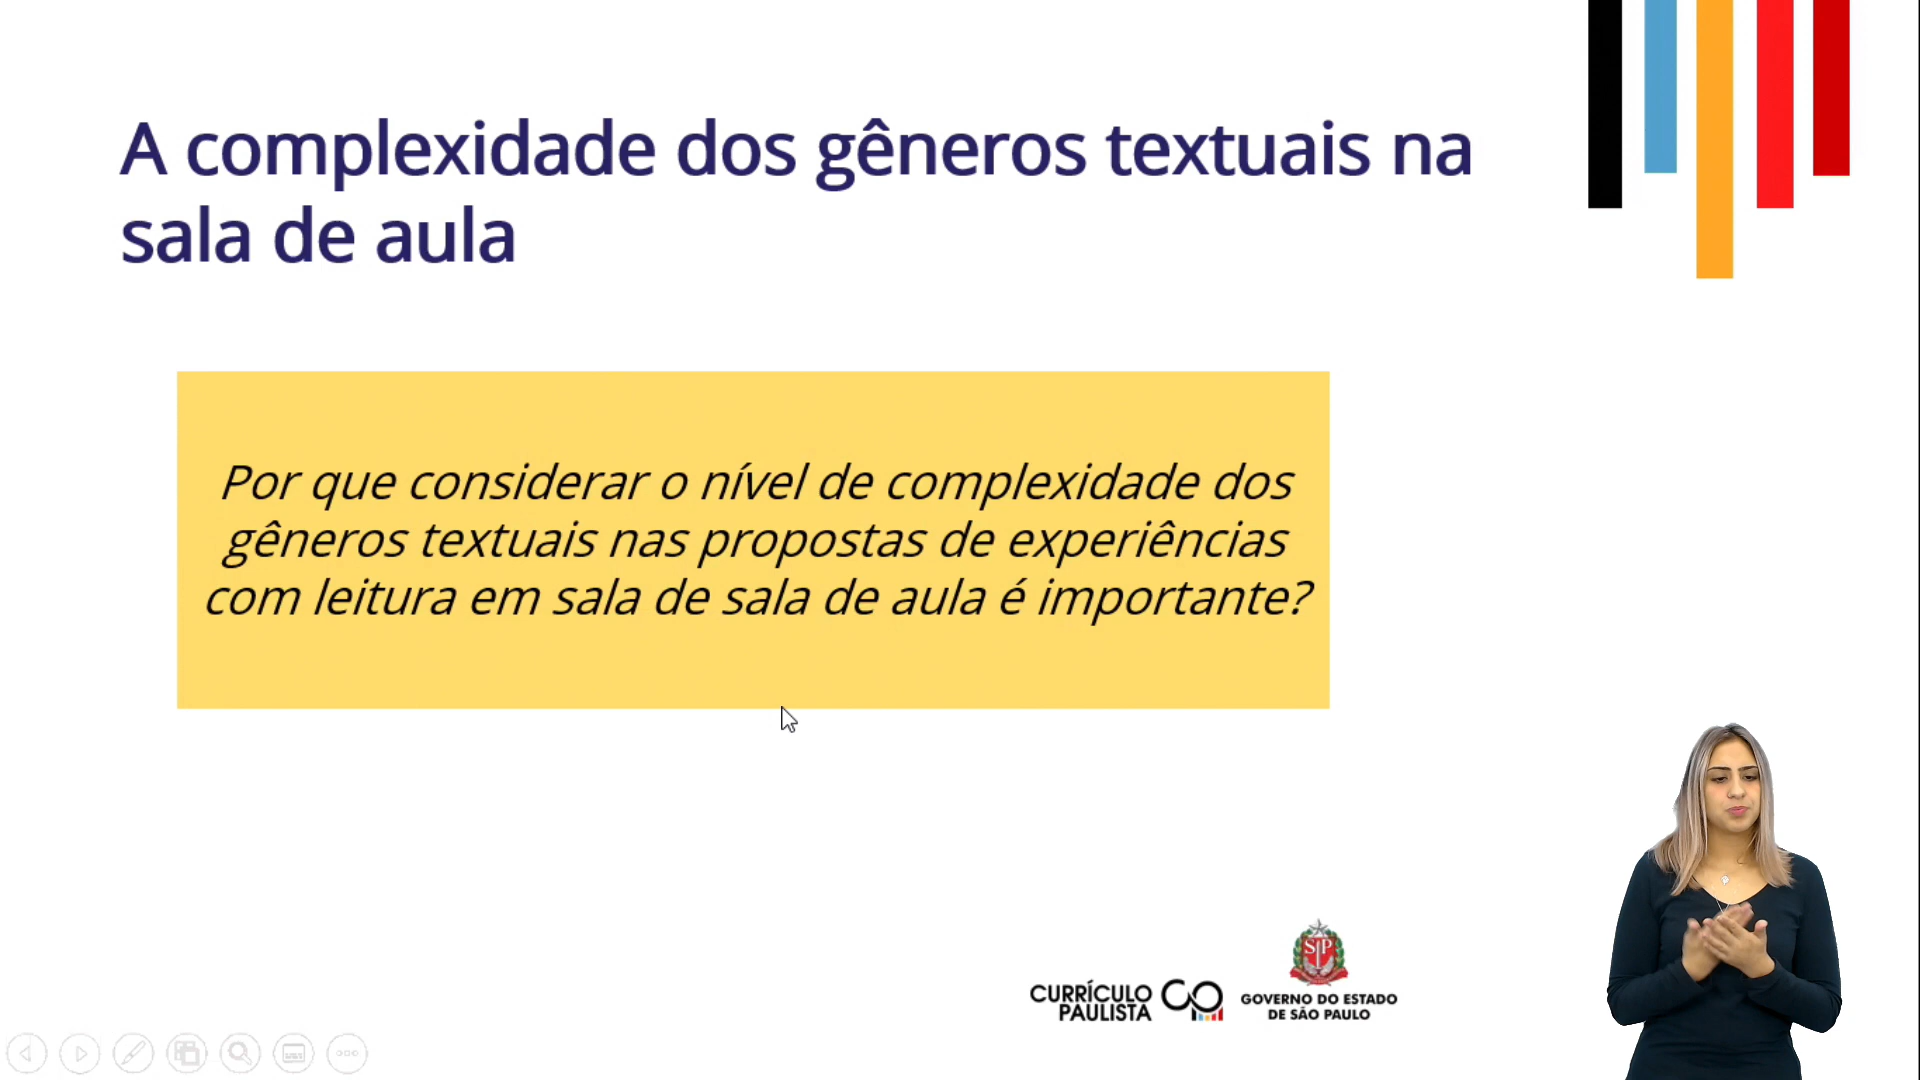 A complexidade dos gêneros textuais na
sala de aula
Por que considerar o nível de complexidade dos
gêneros textuais nas propostas de experiências
com leitura em sala de sala de aula é importante?
CURRÍCULO
PAULISTA
SP
GOVERNO DO ESTADO
DE SÃO PAULO